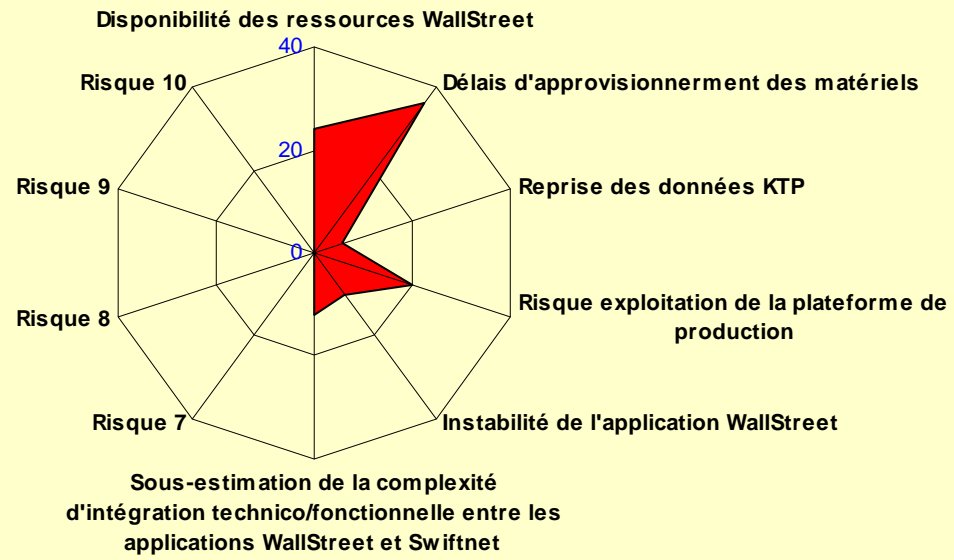 Disponibilité des ressources WallStreet
40
Risque 10
Délais d'approvisionnerment des matériels
20
Risque 9
Reprise des données KTP
0
Risque 8
Risque exploitation de la plateforme de
production
Risque 7
Instabilité de l'application WallStreet
Sous-estimation de la complexité
d'intégration technico/fonctionnelle entre les
applications WallStreet et Swiftnet